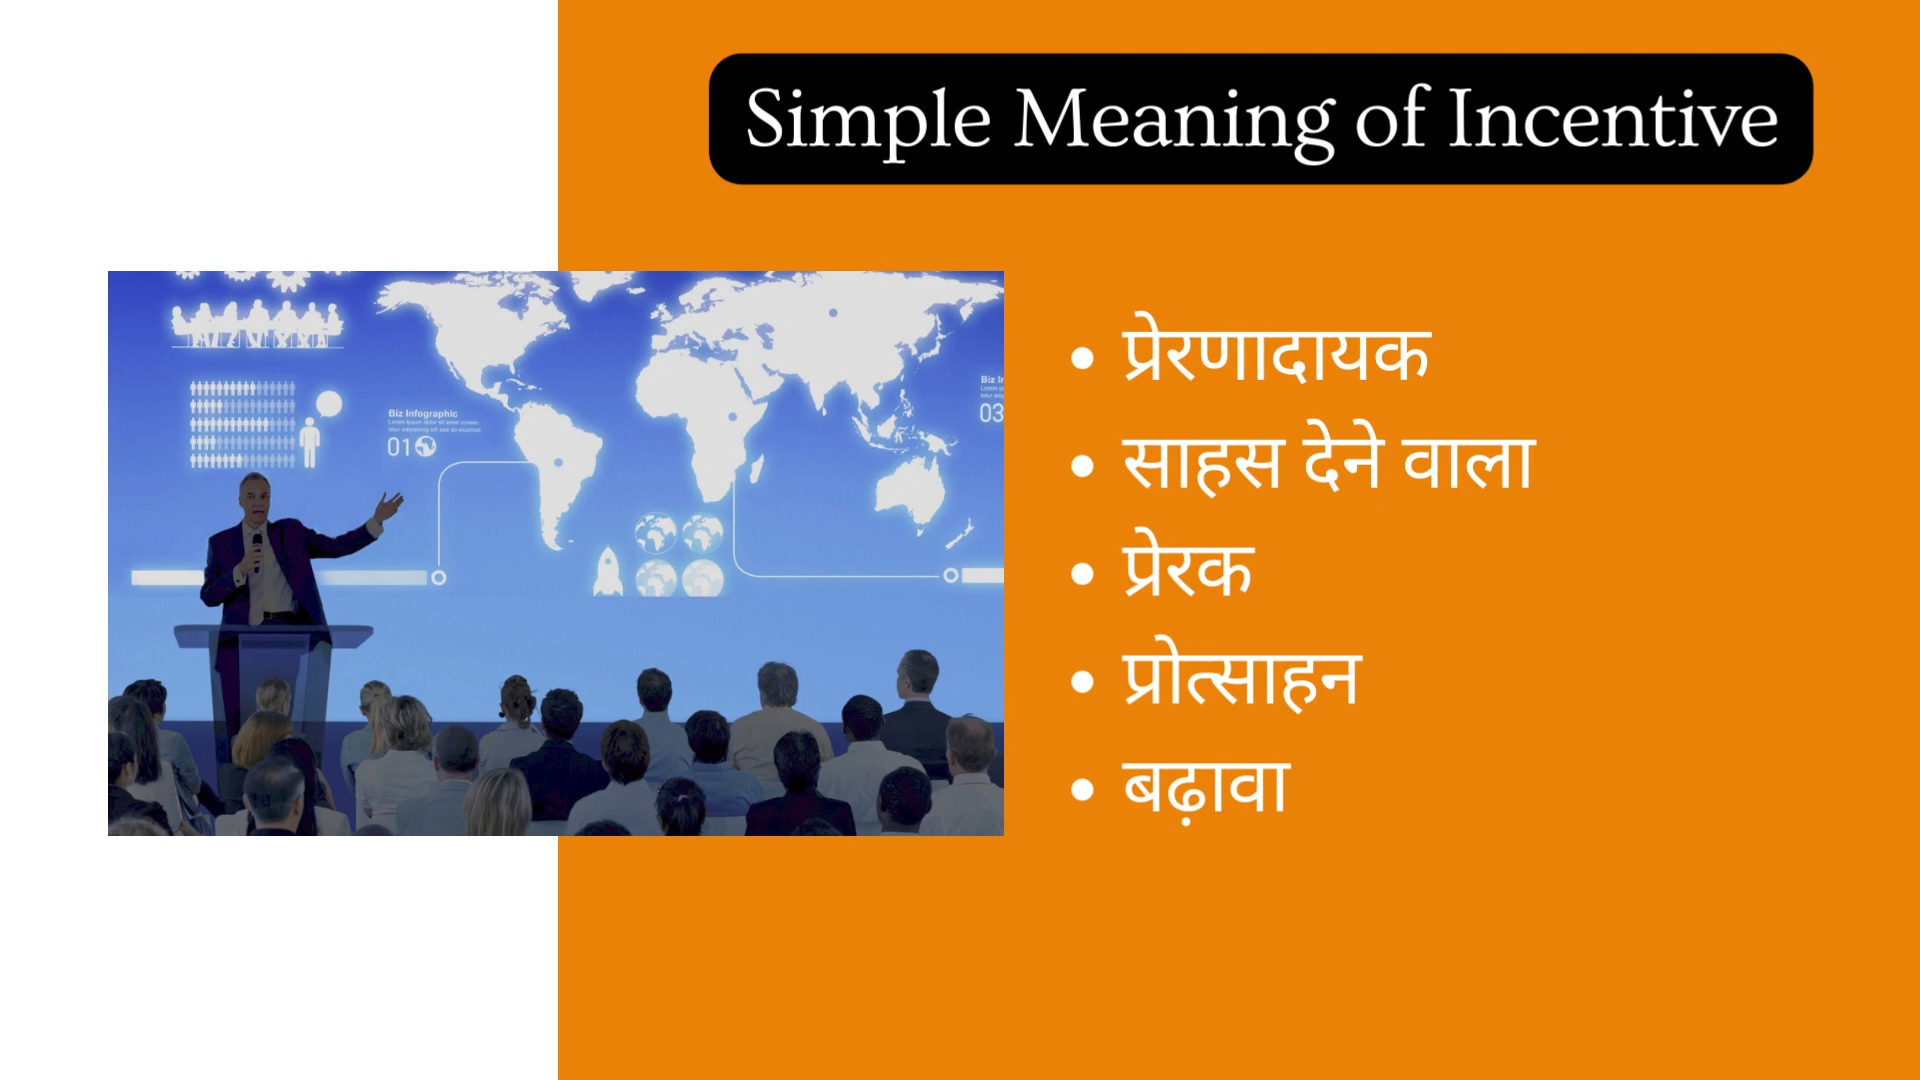 Simple Meaning of Incentive
प्रेरणादायक
साहस देने वाला
प्रेरक
प्रोत्साहन
बढ़ावा
Biz Infographic
01
03